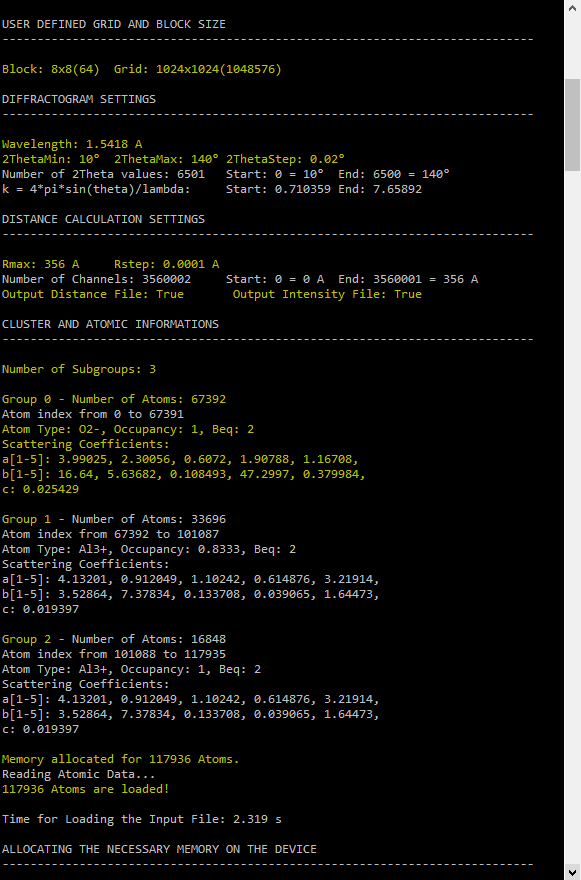 USER DEFINED GRID AND BLOCK SIZE
----------------------------------------------------------------------------
Block: 8x8(64)  Grid: 1024x1024(1048576)
DIFFRACTOGRAM SETTINGS
----------------------------------------------------------------------------
Wavelength: 1.5418 A
2ThetaMin: 10°  2ThetaMax: 140° 2ThetaStep: 0.02°
Number of 2Theta values: 6501   Start: 0 = 10°  End: 6500 = 140°
k = 4*pi*sin(theta)/lambda:     Start: 0.710359 End: 7.65892
DISTANCE CALCULATION SETTINGS
----------------------------------------------------------------------------
Rmax: 356 A     Rstep: 0.0001 A
Number of Channels: 3560002     Start: 0 = 0 A  End: 3560001 = 356 A
Output Distance File: True       Output Intensity File: True
CLUSTER AND ATOMIC INFORMATIONS
----------------------------------------------------------------------------
Number of Subgroups: 3
Group 0 - Number of Atoms: 67392
Atom index from 0 to 67391
Atom Type: O2-, Occupancy: 1, Beq: 2
Scattering Coefficients:
a[1-5]: 3.99025, 2.30056, 0.6072, 1.90788, 1.16708,
b[1-5]: 16.64, 5.63682, 0.108493, 47.2997, 0.379984,
c: 0.025429
Group 1 - Number of Atoms: 33696
Atom index from 67392 to 101087
Atom Type: Al3+, Occupancy: 0.8333, Beq: 2
Scattering Coefficients:
a[1-5]: 4.13201, 0.912049, 1.10242, 0.614876, 3.21914,
b[1-5]: 3.52864, 7.37834, 0.133708, 0.039065, 1.64473,
c: 0.019397
Group 2 - Number of Atoms: 16848
Atom index from 101088 to 117935
Atom Type: Al3+, Occupancy: 1, Beq: 2
Scattering Coefficients:
a[1-5]: 4.13201, 0.912049, 1.10242, 0.614876, 3.21914,
b[1-5]: 3.52864, 7.37834, 0.133708, 0.039065, 1.64473,
c: 0.019397
Memory allocated for 117936 Atoms.
Reading Atomic Data...
117936 Atoms are loaded!
Time for Loading the Input File: 2.319 s
ALLOCATING THE NECESSARY MEMORY ON THE DEVICE
----------------------------------------------------------------------------